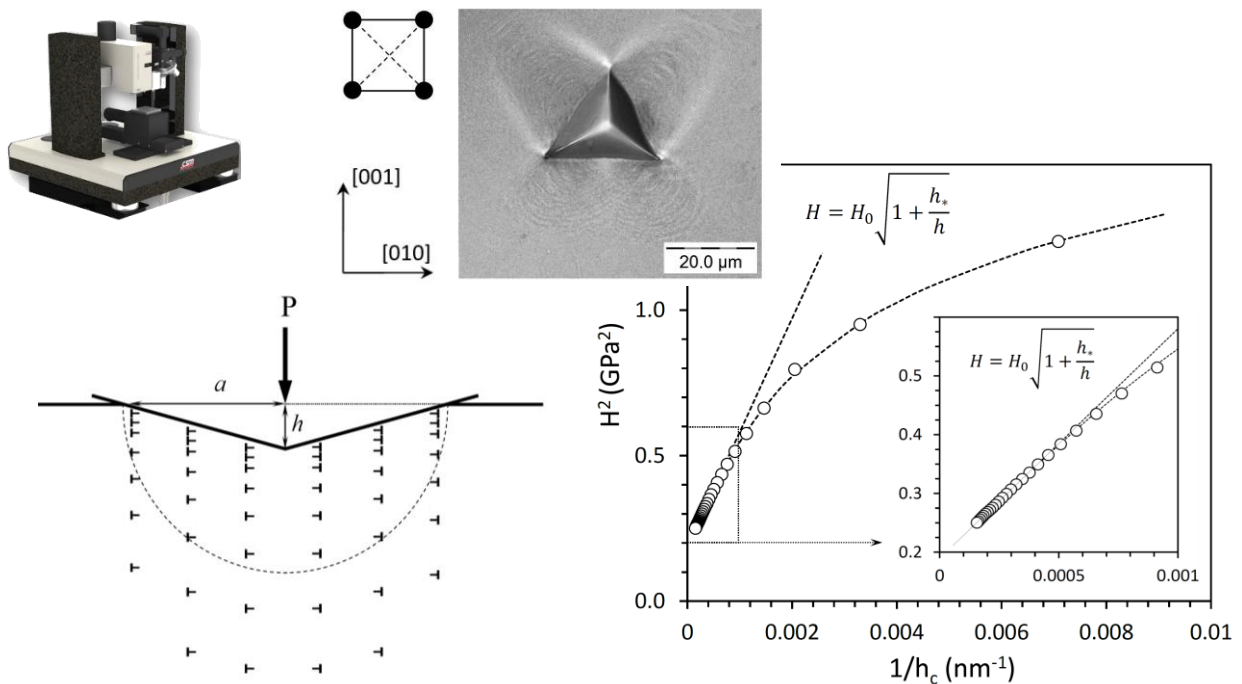 CSM
[001]
[010]
20.0 µm
P
a
h
H = H₀√(1 + h*/h)
H² (GPa²)
1.0
0.5
0.0
0
0.002
0.004
0.006
0.008
0.01
1/hc (nm⁻¹)
H = H₀√(1 + h*/h)
0.5
0.4
0.3
0.2
0
0.0005
0.001